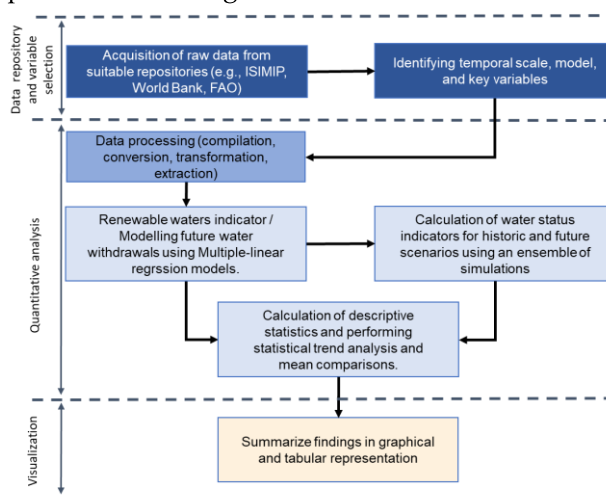 Data repository
and variable
selection
Acquisition of raw data from
suitable repositories (e.g., ISIMIP,
World Bank, FAO)
Identifying temporal scale, model,
and key variables
Quantitative analysis
Data processing (compilation,
conversion, transformation,
extraction)
Renewable waters indicator /
Modelling future water
withdrawals using Multiple-linear
regrssion models.
Calculation of water status
indicators for historic and future
scenarios using an ensemble of
simulations
Calculation of descriptive
statistics and performing
statistical trend analysis and
mean comparisons.
Visualization
Summarize findings in graphical
and tabular representation